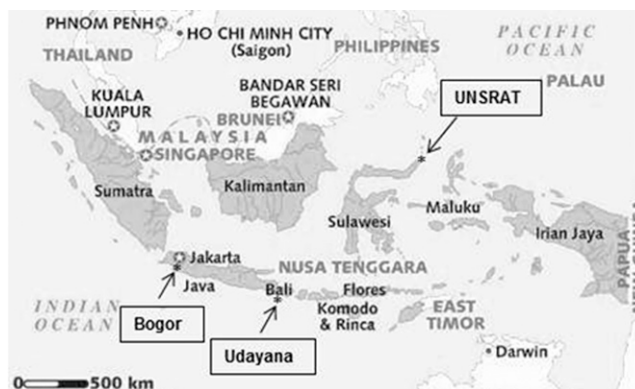 PHNOM PENH
HO CHI MINH CITY
(Saigon)
PACIFIC
OCEAN
THAILAND
PHILIPPINES
PALAU
KUALA
LUMPUR
BANDAR SERI
BEGAWAN
BRUNEI
UNSRAT
MALAYSIA
SINGAPORE
Sumatra
Kalimantan
Sulawesi
Maluku
Irian Jaya
PAPUA
Jakarta
Java
NUSA TENGGARA
Bali
Flores
Komodo
& Rinca
EAST
TIMOR
INDIAN
OCEAN
Bogor
Udayana
Darwin
0 500 km